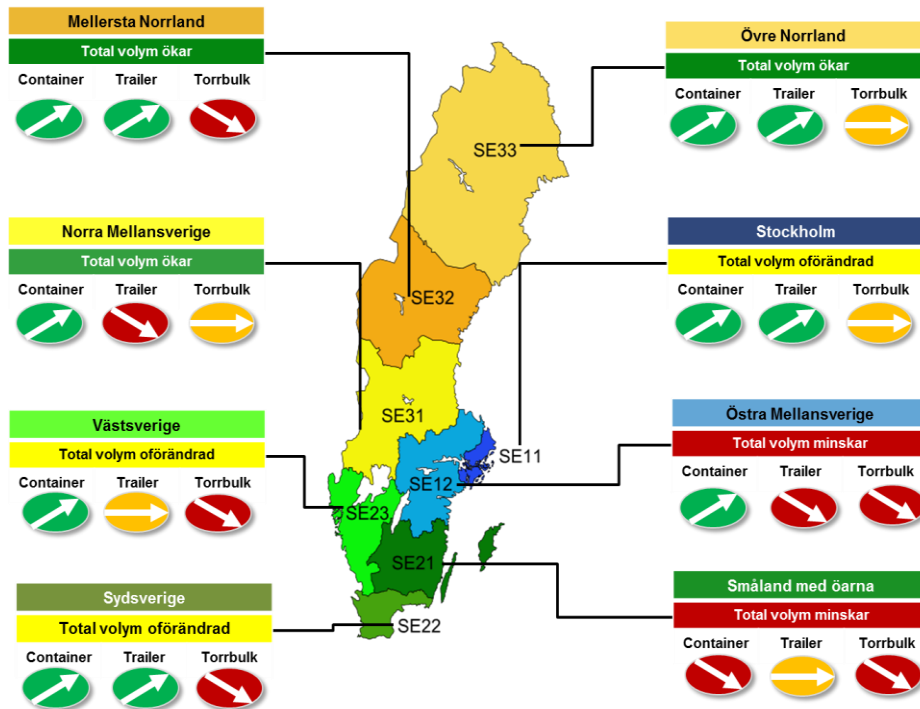 Mellersta Norrland
Total volym ökar
Container Trailer Torrbulk
Norra Mellansverige
Total volym ökar
Container Trailer Torrbulk
Västsverige
Total volym oförändrad
Container Trailer Torrbulk
Sydsverige
Total volym oförändrad
Container Trailer Torrbulk
SE33
SE32
SE31
SE11
SE12
SE23
SE21
SE22
Övre Norrland
Total volym ökar
Container Trailer Torrbulk
Stockholm
Total volym oförändrad
Container Trailer Torrbulk
Östra Mellansverige
Total volym minskar
Container Trailer Torrbulk
Småland med öarna
Total volym minskar
Container Trailer Torrbulk